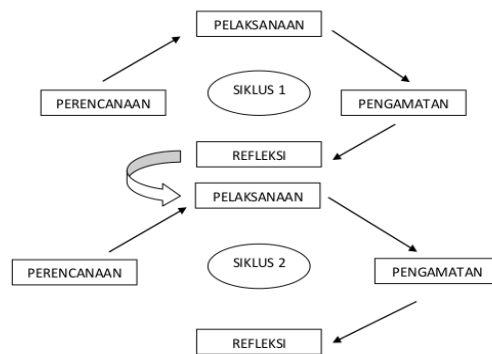 PELAKSANAAN
SIKLUS 1
PERENCANAAN
PENGAMATAN
REFLEKSI
PELAKSANAAN
SIKLUS 2
PERENCANAAN
PENGAMATAN
REFLEKSI